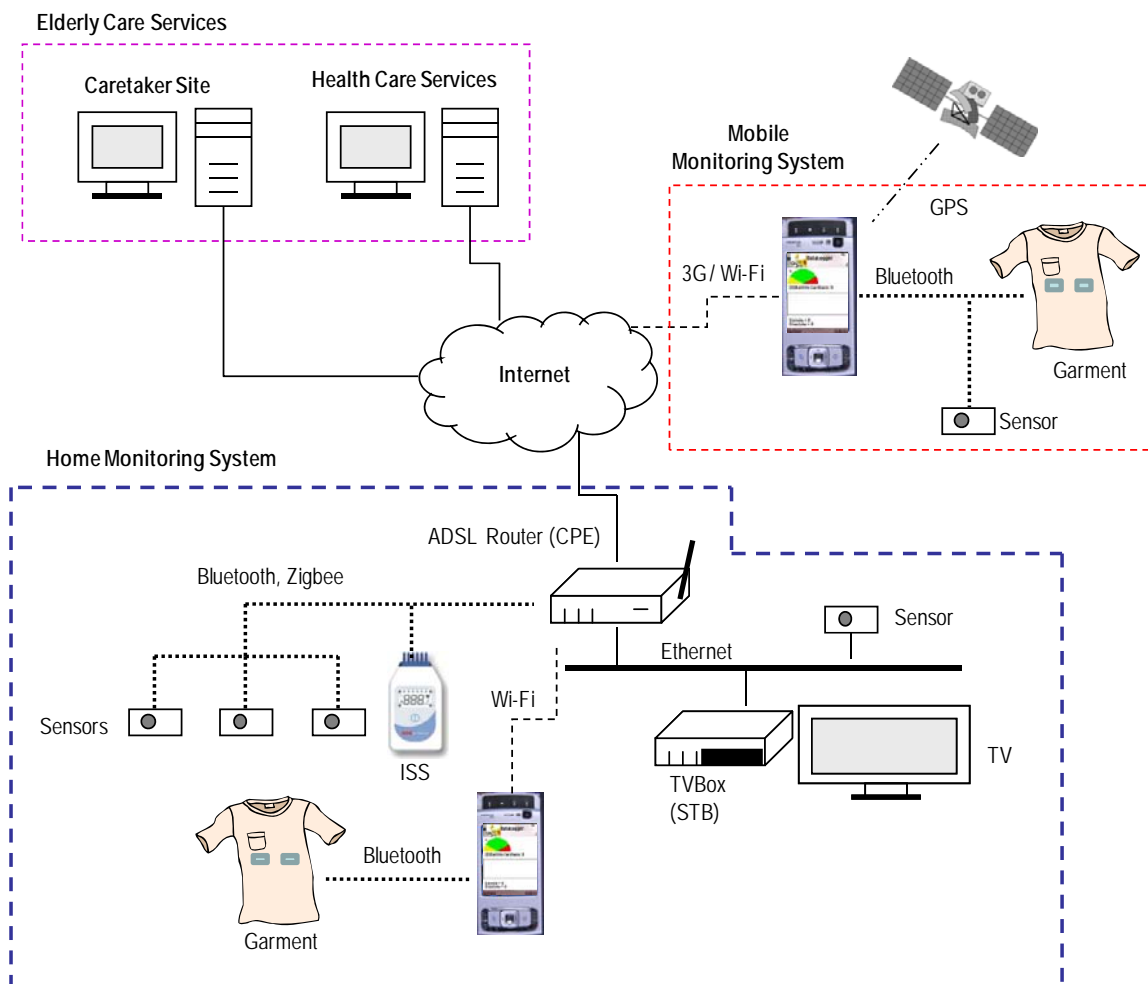 Elderly Care Services
Caretaker Site
Health Care Services
Mobile
Monitoring System
GPS
3G/ Wi-Fi
Bluetooth
Garment
Sensor
Internet
Home Monitoring System
ADSL Router (CPE)
Bluetooth, Zigbee
Sensor
Ethernet
Wi-Fi
Sensors
ISS
TVBox
(STB)
TV
Bluetooth
Garment